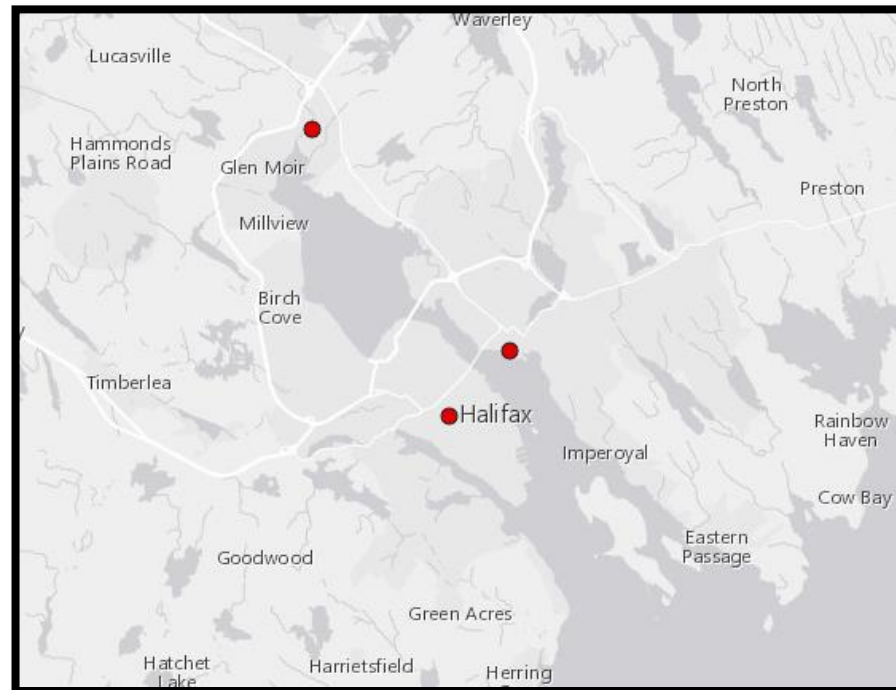 Waverley
Lucasville
North
Preston
Hammonds
Plains Road
Glen Moir
Preston
Millview
Birch
Cove
Timberlea
Halifax
Rainbow
Haven
Imperoyal
Cow Bay
Eastern
Passage
Goodwood
Green Acres
Hatchet
Lake
Harrietsfield
Herring